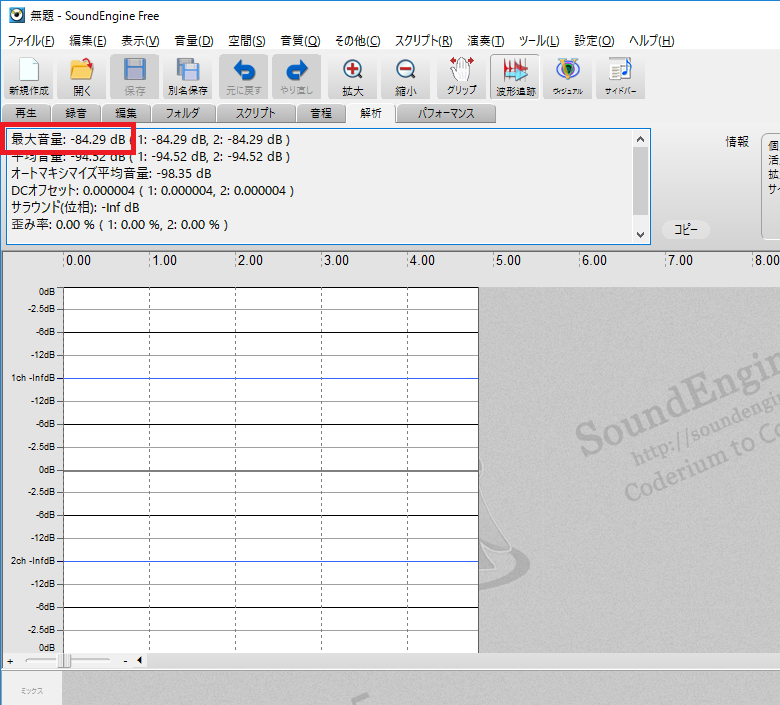 無題 - SoundEngine Free
ファイル(F) 編集(E) 表示(V) 音量(D) 空間(S) 音質(Q) その他(C) スクリプト(R) 演奏(T) ツール(L) 設定(O) ヘルプ(H)
新規作成 開く 保存 別名保存 元に戻す やり直し 拡大 縮小 グリップ 波形追跡 ヴィジュアル サイドバー
再生 録音 編集 フォルダ スクリプト 音程 解析 パフォーマンス
最大音量: -84.29 dB ( 1: -84.29 dB, 2: -84.29 dB )
平均音量: -94.52 dB ( 1: -94.52 dB, 2: -94.52 dB )
オートマキシマイズ平均音量: -98.35 dB
DCオフセット: 0.000004 ( 1: 0.000004, 2: 0.000004 )
サラウンド(位相): -Inf dB
歪み率: 0.00 % ( 1: 0.00 %, 2: 0.00 % )
情報
個
活
拡
サイ
コピー
0.00 1.00 2.00 3.00 4.00 5.00 6.00 7.00 8.00
0dB
-2.5dB
-6dB
-12dB
1ch -InfdB
-12dB
-6dB
-2.5dB
0dB
-2.5dB
-6dB
-12dB
2ch -InfdB
-12dB
-6dB
-2.5dB
0dB
SoundEngin
http://soundengin
Coderium to Co
+ -
ミックス